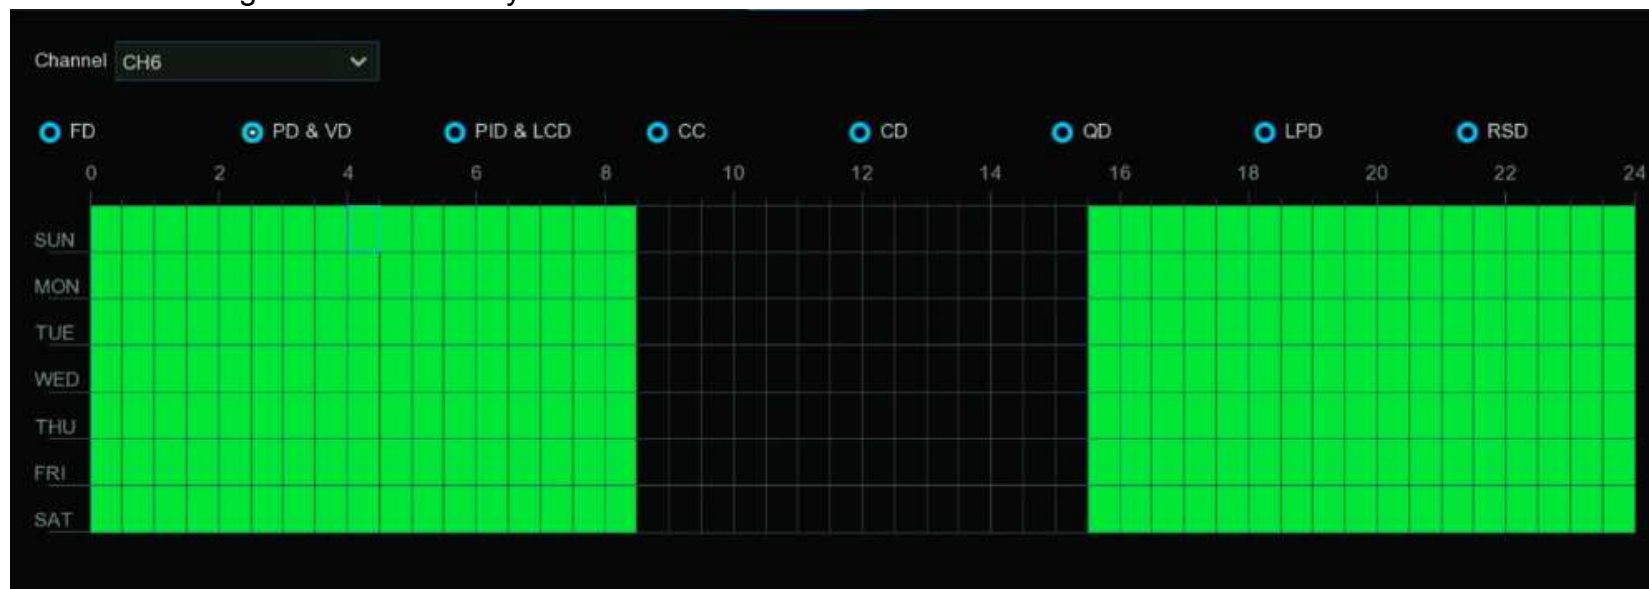 Channel CH6
FD PD & VD PID & LCD CC CD QD LPD RSD
0 2 4 6 8 10 12 14 16 18 20 22 24
SUN
MON
TUE
WED
THU
FRI
SAT